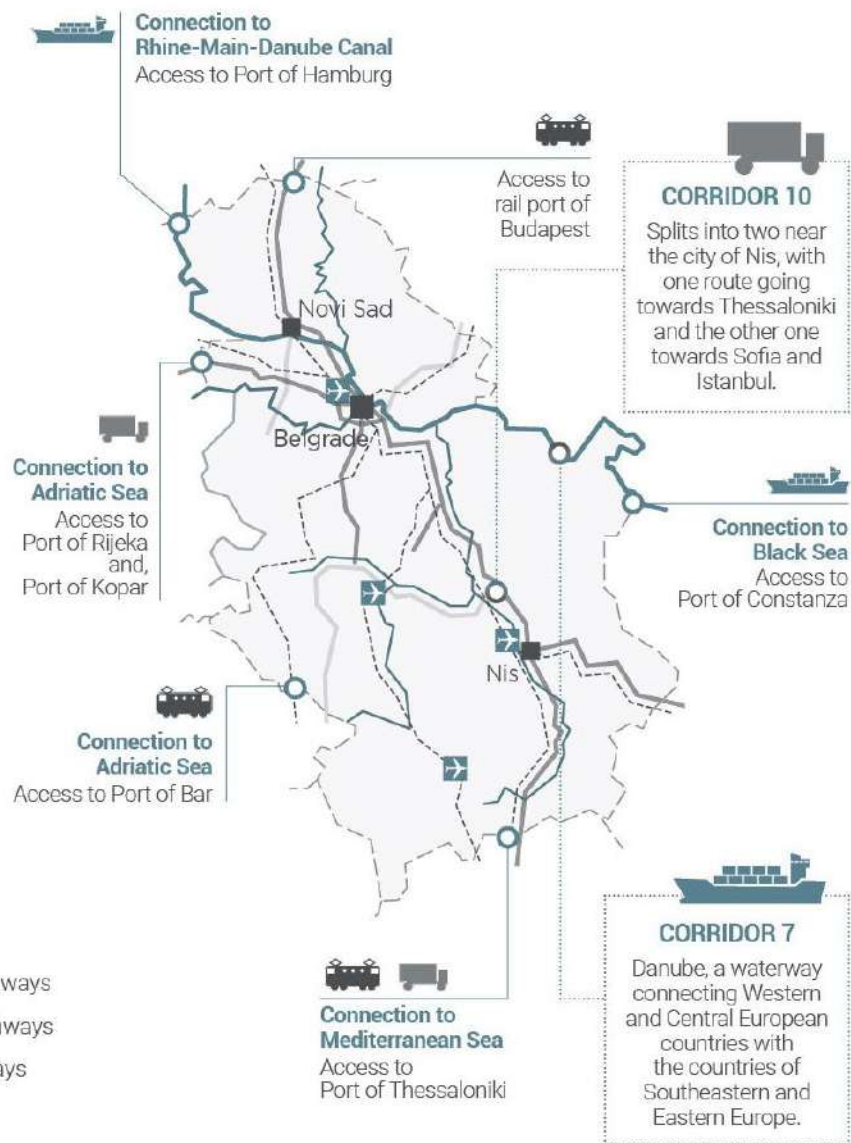 Connection to
Rhine-Main-Danube Canal
Access to Port of Hamburg
Access to
rail port of
Budapest
CORRIDOR 10
Splits into two near
the city of Nis, with
one route going
towards Thessaloniki
and the other one
towards Sofia and
Istanbul.
Novi Sad
Belgrade
Connection to
Adriatic Sea
Access to
Port of Rijeka
and,
Port of Kopar
Connection to
Black Sea
Access to
Port of Constanza
Nis
Connection to
Adriatic Sea
Access to Port of Bar
CORRIDOR 7
Danube, a waterway
connecting Western
and Central European
countries with
the countries of
Southeastern and
Eastern Europe.
Connection to
Mediterranean Sea
Access to
Port of Thessaloniki